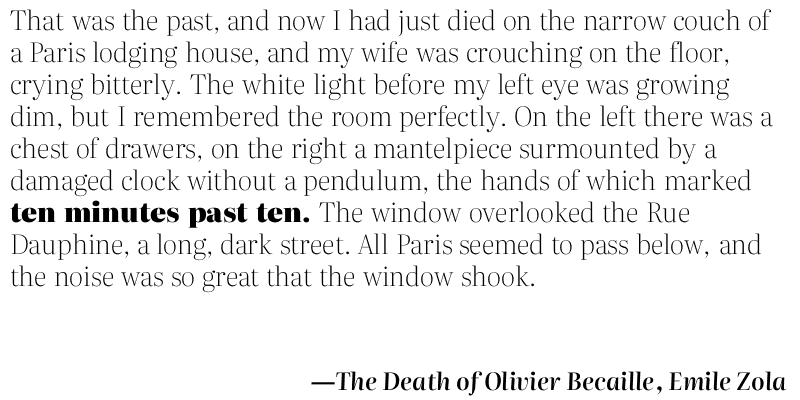 That was the past, and now I had just died on the narrow couch of
a Paris lodging house, and my wife was crouching on the floor,
crying bitterly. The white light before my left eye was growing
dim, but I remembered the room perfectly. On the left there was a
chest of drawers, on the right a mantelpiece surmounted by a
damaged clock without a pendulum, the hands of which marked
ten minutes past ten. The window overlooked the Rue
Dauphine, a long, dark street. All Paris seemed to pass below, and
the noise was so great that the window shook.
—The Death of Olivier Becaille, Emile Zola